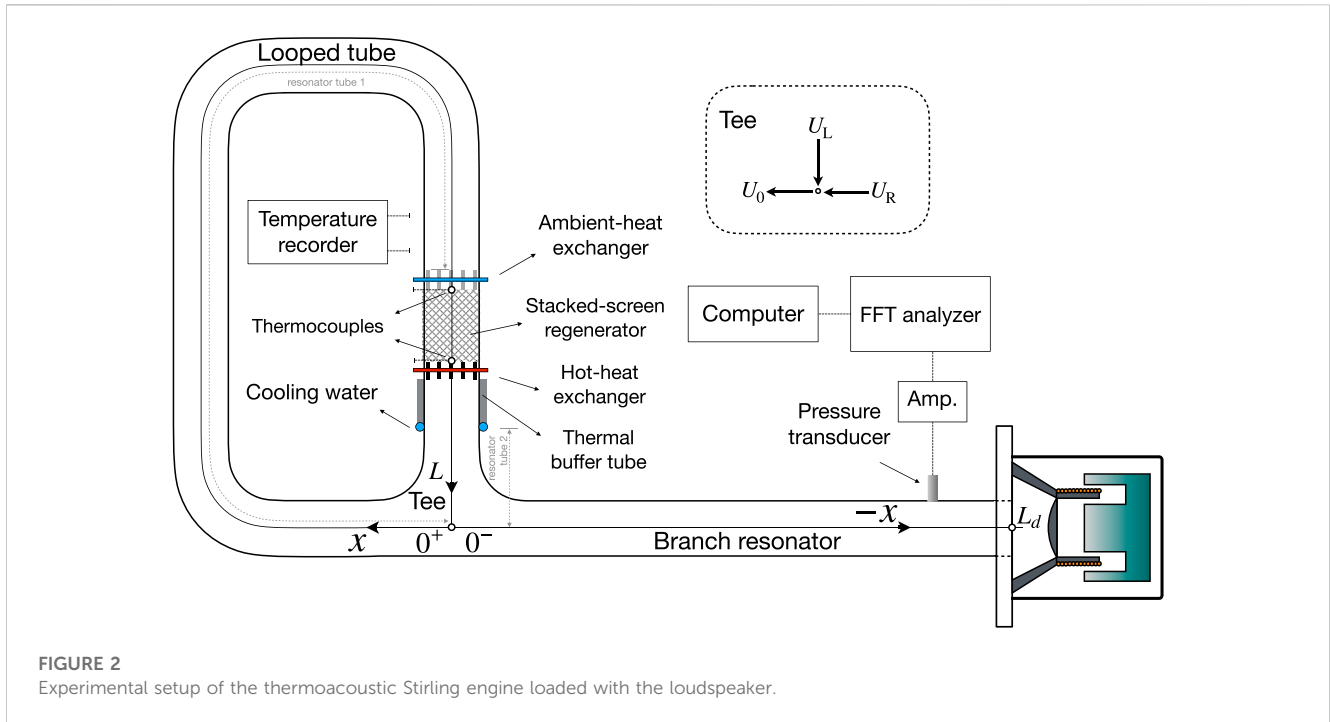 Looped tube
resonator tube 1
Tee
U_L
U_0
U_R
Temperature
recorder
Ambient-heat
exchanger
Thermocouples
Stacked-screen
regenerator
Computer
FFT analyzer
Cooling water
Hot-heat
exchanger
Amp.
Pressure
transducer
Thermal
buffer tube
resonator
tube 2
L
Tee
x
0⁺
0⁻
−x
L_d
Branch resonator
FIGURE 2
Experimental setup of the thermoacoustic Stirling engine loaded with the loudspeaker.